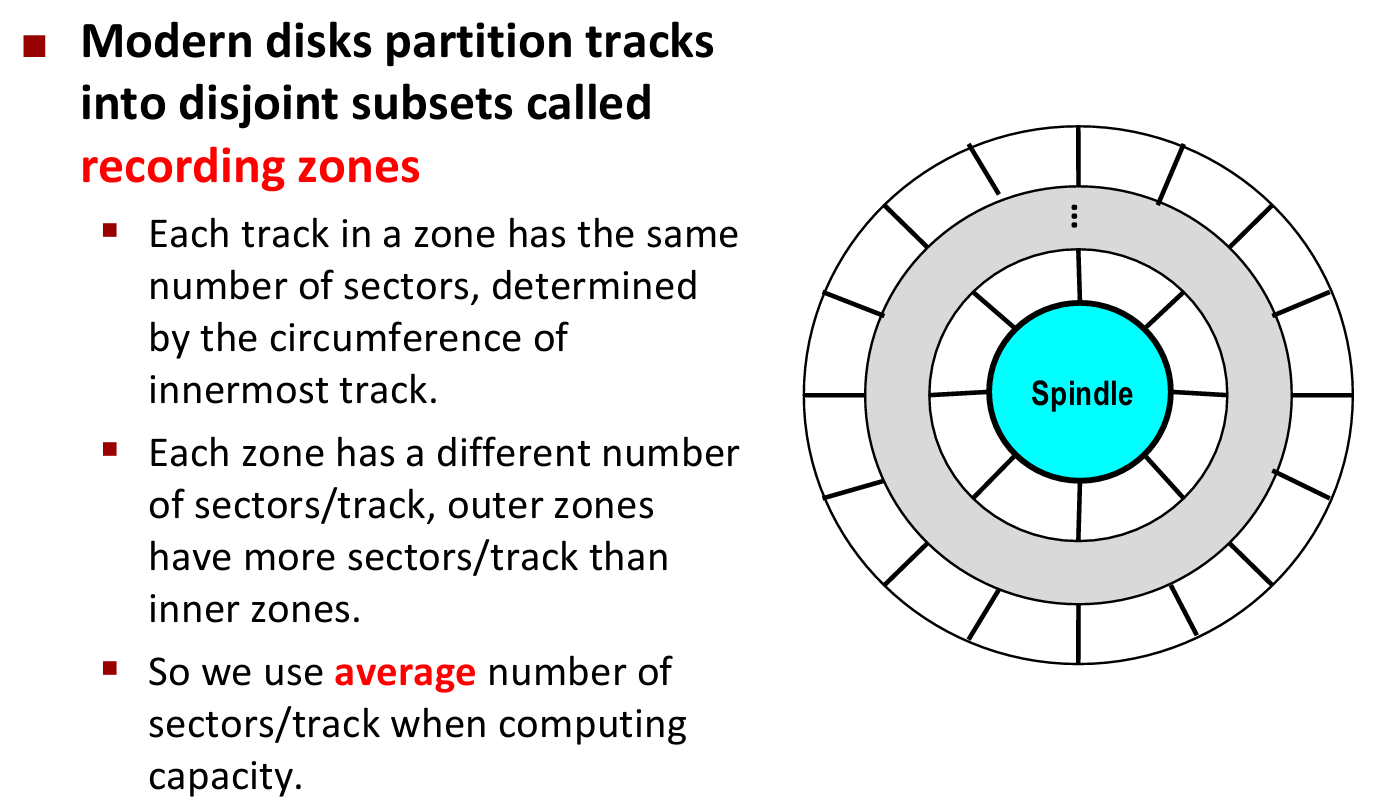 Modern disks partition tracks
into disjoint subsets called
recording zones
Each track in a zone has the same
number of sectors, determined
by the circumference of
innermost track.
Each zone has a different number
of sectors/track, outer zones
have more sectors/track than
inner zones.
So we use average number of
sectors/track when computing
capacity.
...
Spindle